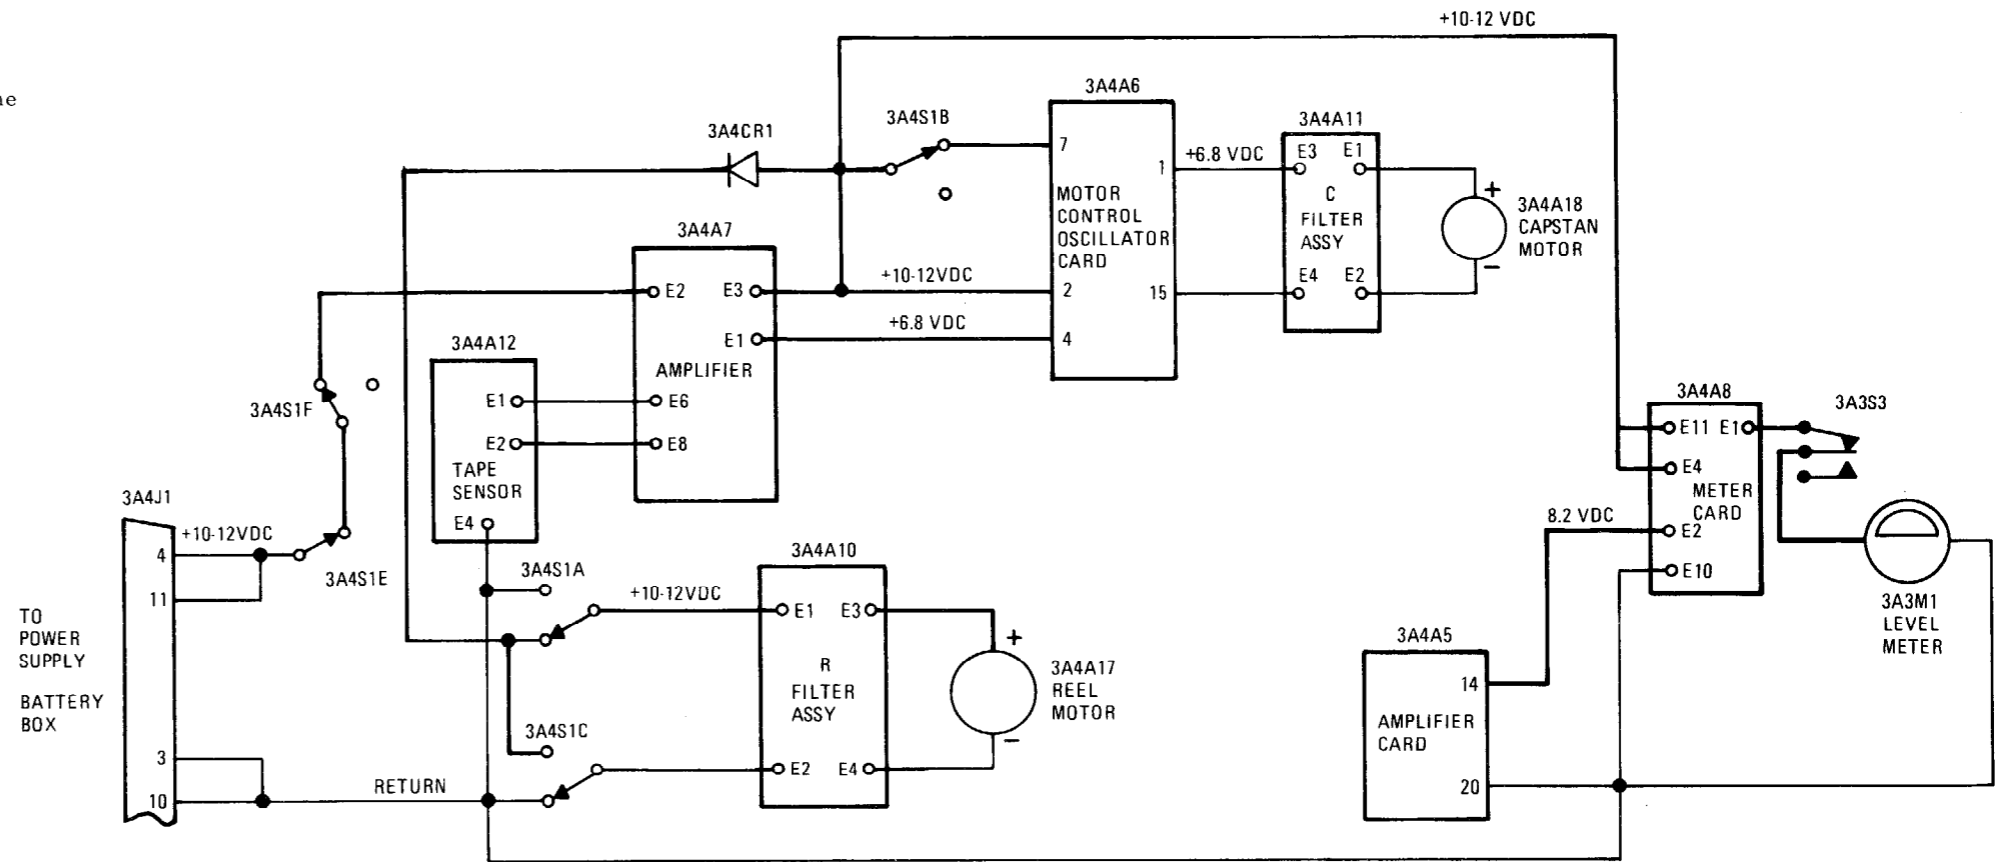 ne
+10-12 VDC
3A4A6
3A4S1B
3A4A11
3A4CR1
7
1
+6.8 VDC
E3 E1
MOTOR
CONTROL
OSCILLATOR
CARD
C
FILTER
ASSY
+
3A4A18
CAPSTAN
MOTOR
−
3A4A7
E2 E3
+10-12VDC
2
15
E4 E2
E1
+6.8 VDC
4
3A4A12
AMPLIFIER
3A4S1F
E1
E6
E2
E8
TAPE
SENSOR
E4
3A4A8
3A3S3
E11 E1
E4
METER
CARD
8.2 VDC
E2
E10
3A3M1
LEVEL
METER
3A4J1
+10-12VDC
4
3A4S1E
11
TO
POWER
SUPPLY
BATTERY
BOX
3
10
RETURN
3A4S1A
+10-12VDC
3A4A10
E1 E3
R
FILTER
ASSY
+
3A4A17
REEL
MOTOR
−
3A4S1C
E2 E4
3A4A5
14
AMPLIFIER
CARD
20